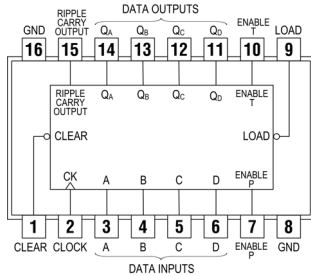 DATA OUTPUTS
GND RIPPLE CARRY OUTPUT QA QB QC QD ENABLE T LOAD
16 15 14 13 12 11 10 9
RIPPLE CARRY OUTPUT QA QB QC QD ENABLE T
CLEAR LOAD
CK A B C D ENABLE P
1 2 3 4 5 6 7 8
CLEAR CLOCK A B C D ENABLE P GND
DATA INPUTS